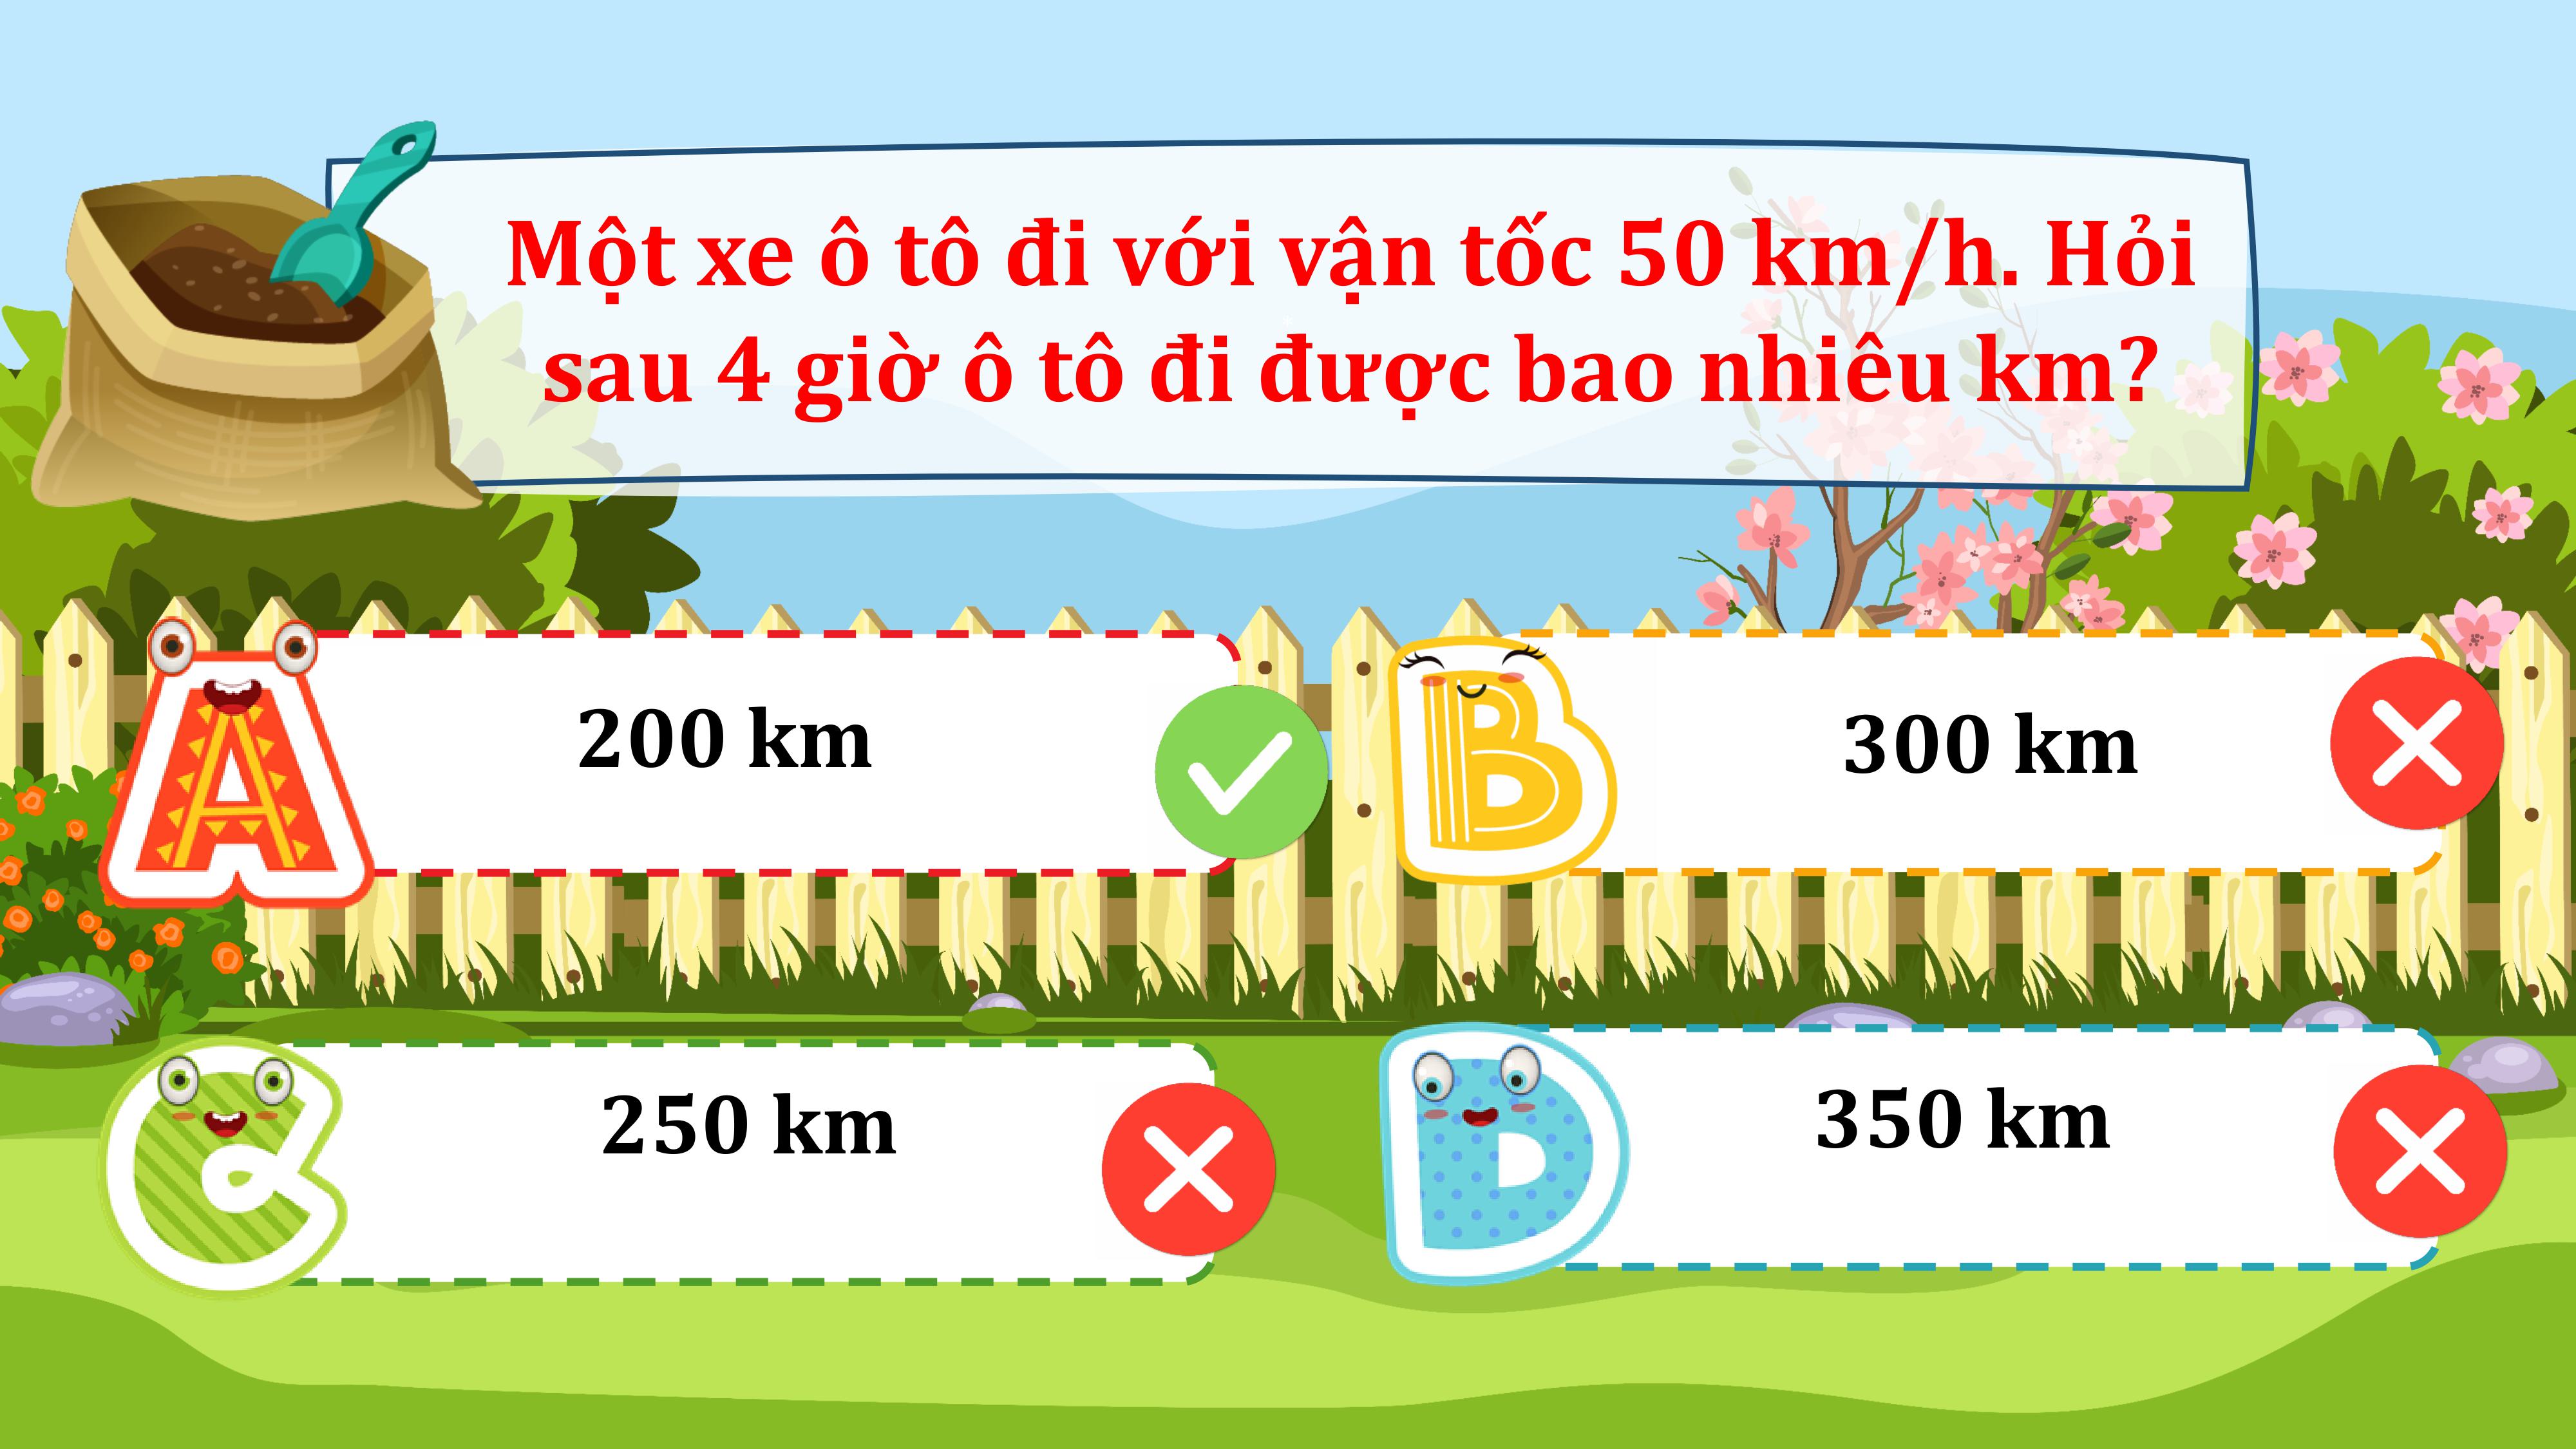 Một xe ô tô đi với vận tốc 50 km/h. Hỏi
sau 4 giờ ô tô đi được bao nhiêu km?
A
200 km
B
300 km
C
250 km
D
350 km